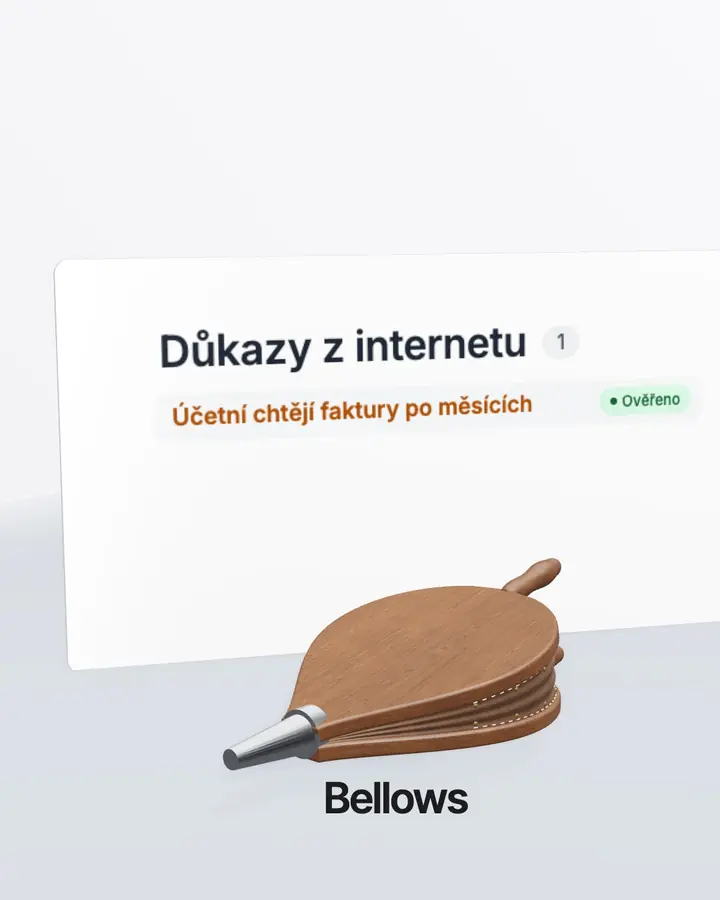 Důkazy z internetu 1
Účetní chtějí faktury po měsících Ověřeno
Bellows